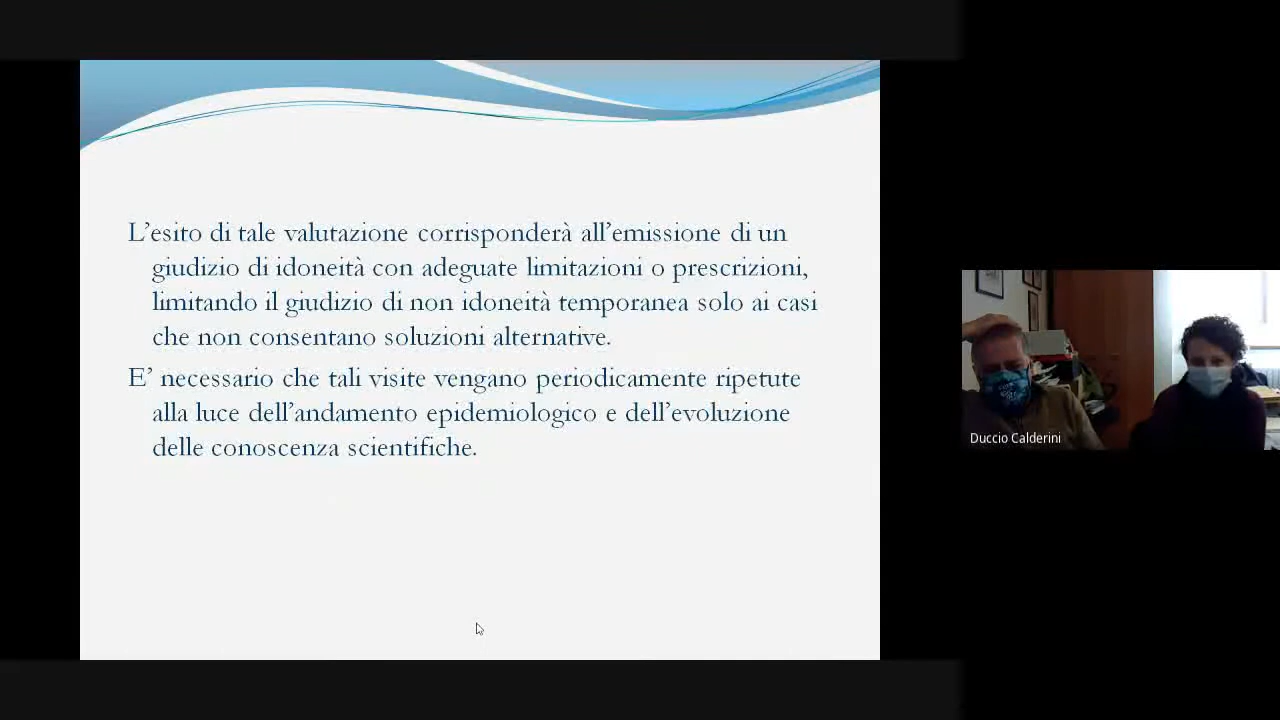 L’esito di tale valutazione corrisponderà all’emissione di un
giudizio di idoneità con adeguate limitazioni o prescrizioni,
limitando il giudizio di non idoneità temporanea solo ai casi
che non consentano soluzioni alternative.
E’ necessario che tali visite vengano periodicamente ripetute
alla luce dell’andamento epidemiologico e dell’evoluzione
delle conoscenza scientifiche.
Duccio Calderini